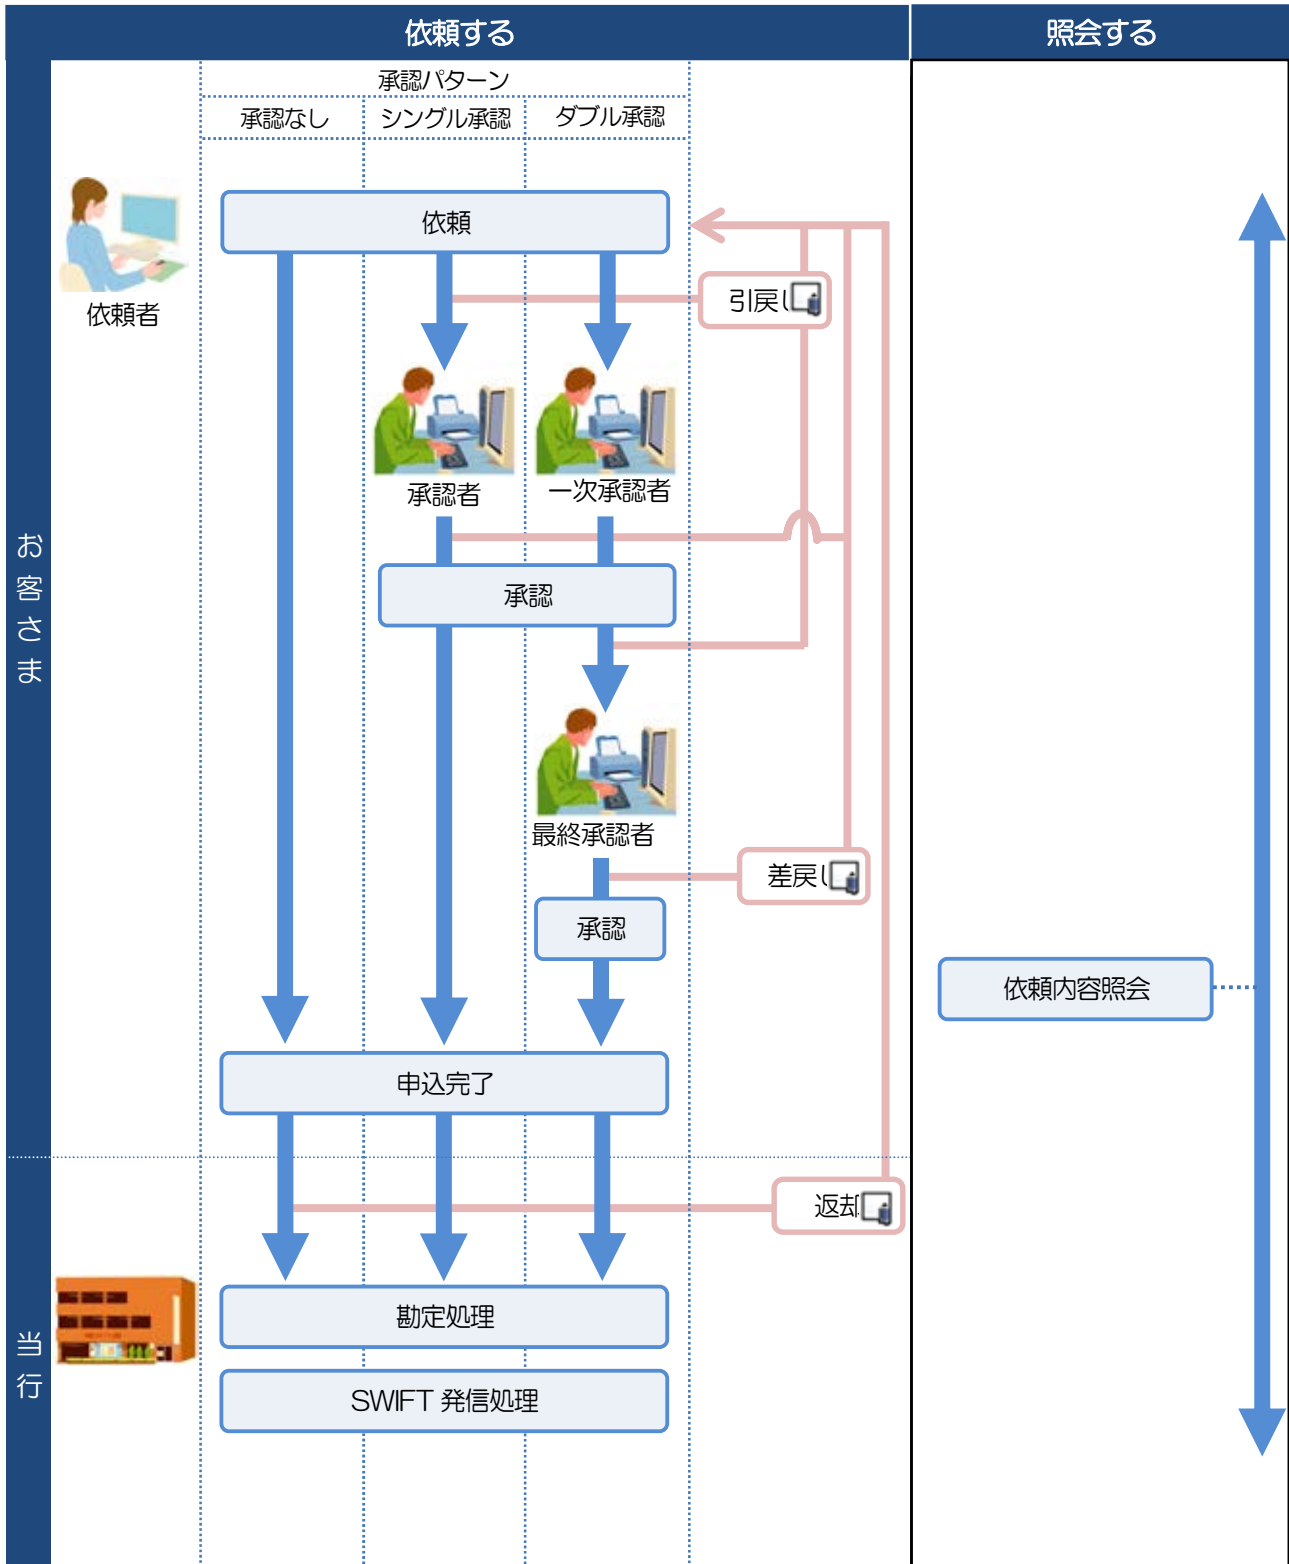 依頼する
照会する
承認パターン
承認なし
シングル承認
ダブル承認
依頼
依頼者
引戻し
承認者
一次承認者
お客さま
承認
最終承認者
差戻し
承認
依頼内容照会
申込完了
返却
勘定処理
当行
SWIFT 発信処理